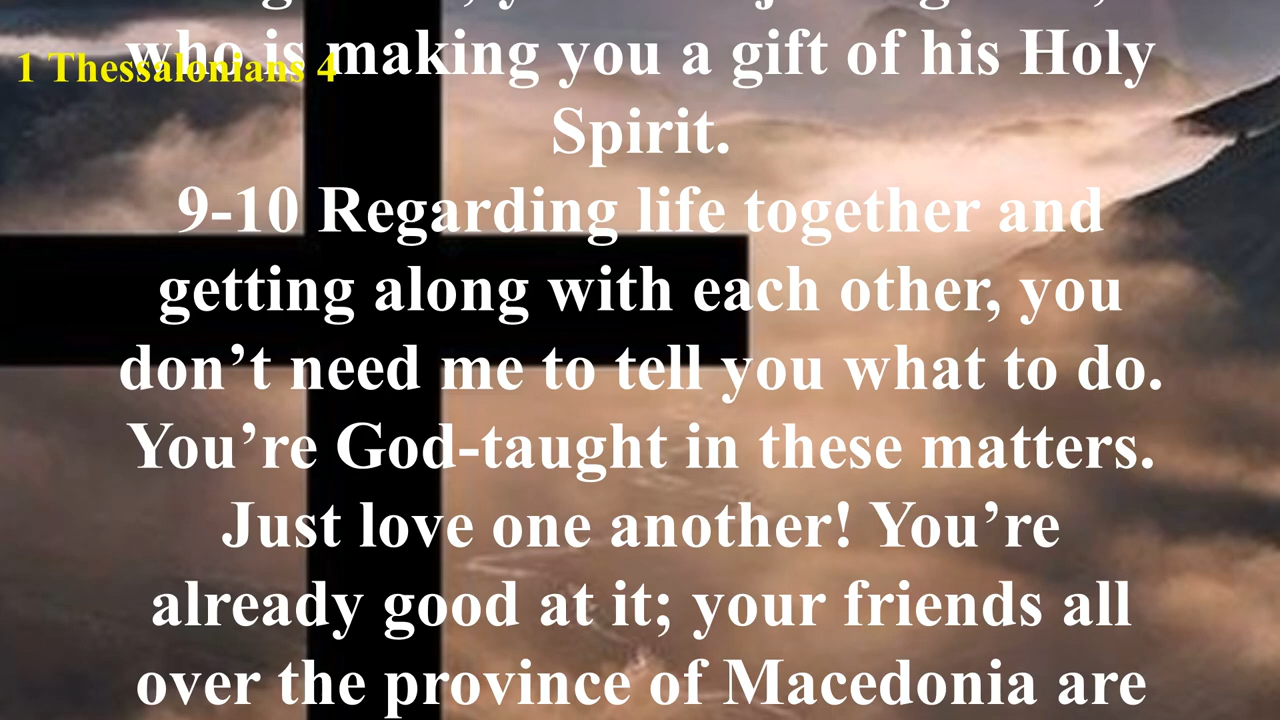 who is making you a gift of his Holy
1 Thessalonians 4
Spirit.
9-10 Regarding life together and
getting along with each other, you
don’t need me to tell you what to do.
You’re God-taught in these matters.
Just love one another! You’re
already good at it; your friends all
over the province of Macedonia are